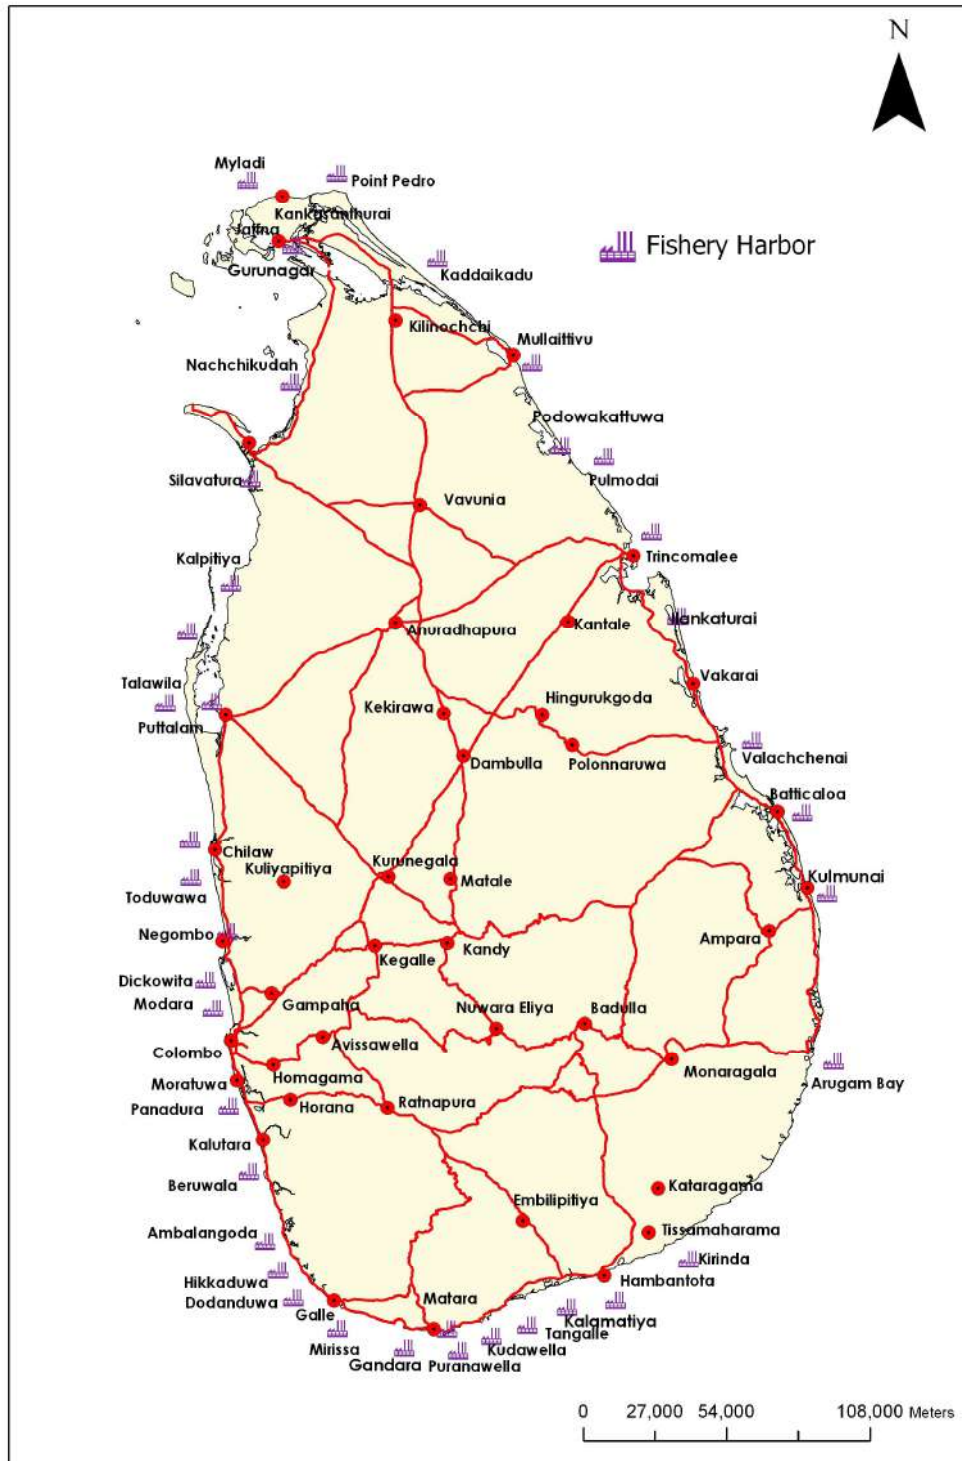 N
Myladi
Point Pedro
Kankasanthurai
Jaffna
Fishery Harbor
Gurunagar
Kaddaikadu
Kilinochchi
Mullaittivu
Nachchikudah
Podowakattuwa
Silavatura
Pulmodai
Vavunia
Kalpitiya
Trincomalee
Ilankaturai
Anuradhapura
Kantale
Vakarai
Talawila
Kekirawa
Hingurukgoda
Puttalam
Dambulla
Polonnaruwa
Valachchenai
Batticaloa
Chilaw
Kuliyapitiya
Kurunegala
Matale
Kulmunai
Toduwawa
Negombo
Kegalle
Kandy
Ampara
Dickowita
Modara
Gampaha
Nuwara Eliya
Badulla
Colombo
Avissawella
Homagama
Monaragala
Moratuwa
Arugam Bay
Panadura
Horana
Ratnapura
Kalutara
Beruwala
Kataragama
Embilipitiya
Ambalangoda
Tissamaharama
Kirinda
Hikkaduwa
Hambantota
Dodanduwa
Galle
Matara
Kalamatiya
Tangalle
Mirissa
Kudawella
Gandara
Puranawella
0 27,000 54,000 108,000 Meters